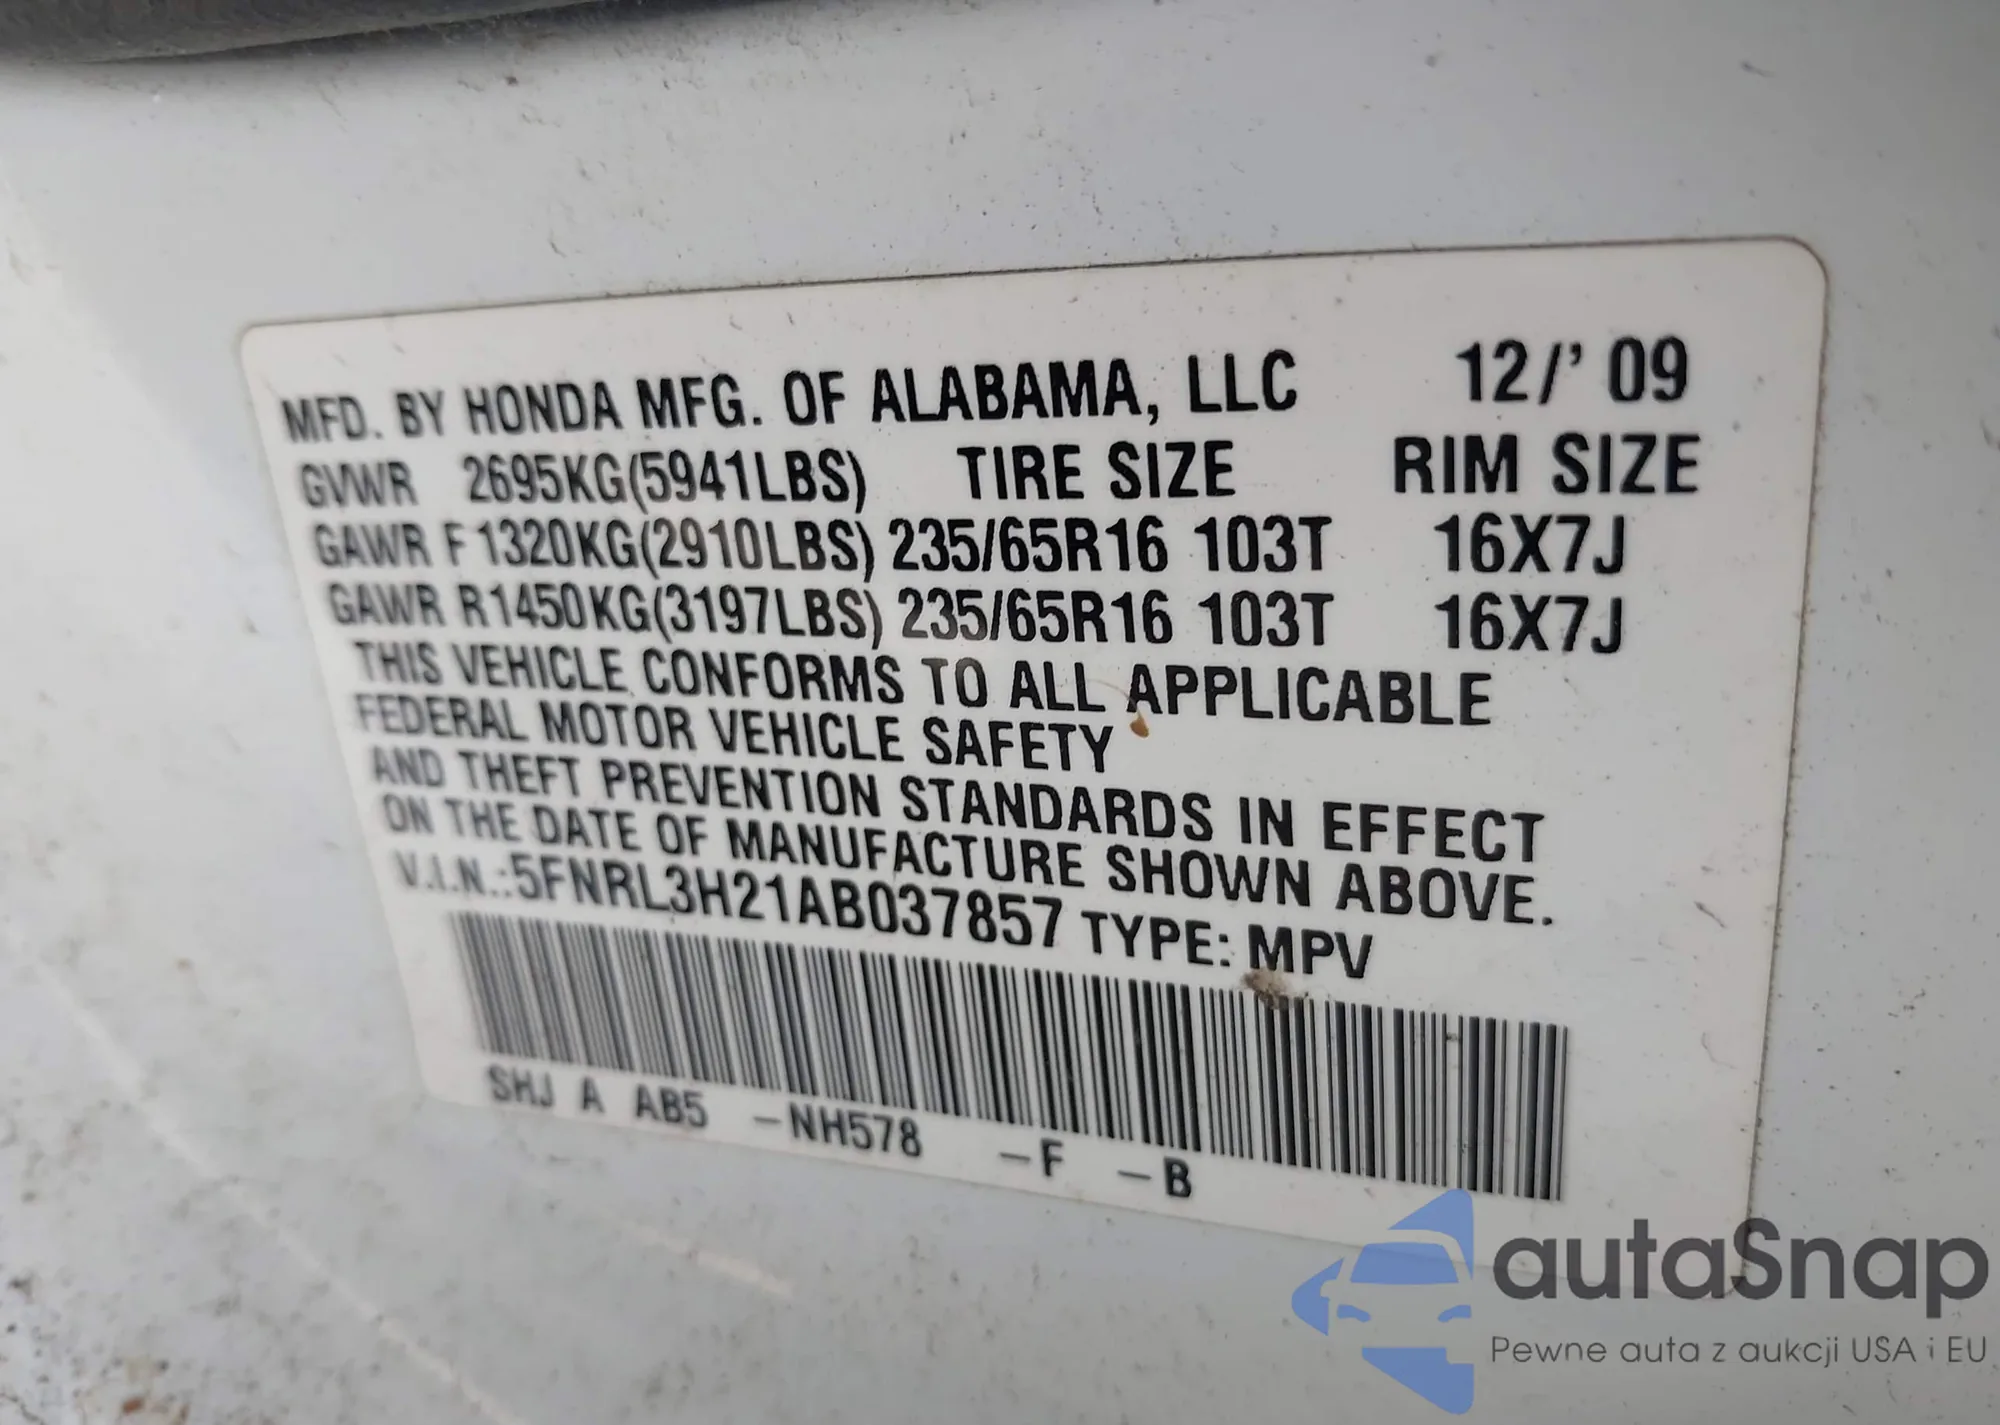 MFD. BY HONDA MFG. OF ALABAMA, LLC 12/' 09
GVWR 2695KG(5941LBS) TIRE SIZE RIM SIZE
GAWR F 1320KG(2910LBS) 235/65R16 103T 16X7J
GAWR R1450KG(3197LBS) 235/65R16 103T 16X7J
THIS VEHICLE CONFORMS TO ALL APPLICABLE
FEDERAL MOTOR VEHICLE SAFETY
AND THEFT PREVENTION STANDARDS IN EFFECT
ON THE DATE OF MANUFACTURE SHOWN ABOVE.
V.I.N.:5FNRL3H21AB037857 TYPE: MPV
SHJ A AB5 -NH578 -F -B
autaSnap
Pewne auta z aukcji USA i EU